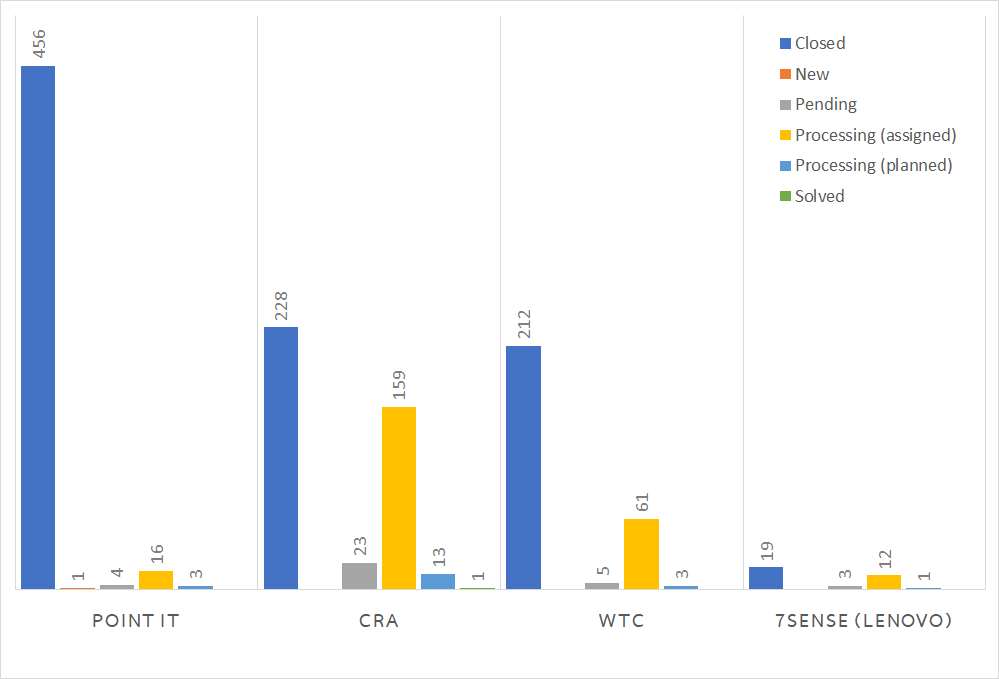 Closed
New
Pending
Processing (assigned)
Processing (planned)
Solved
456
1
4
16
3
228
23
159
13
1
212
5
61
3
19
3
12
1
POINT IT
CRA
WTC
7SENSE (LENOVO)